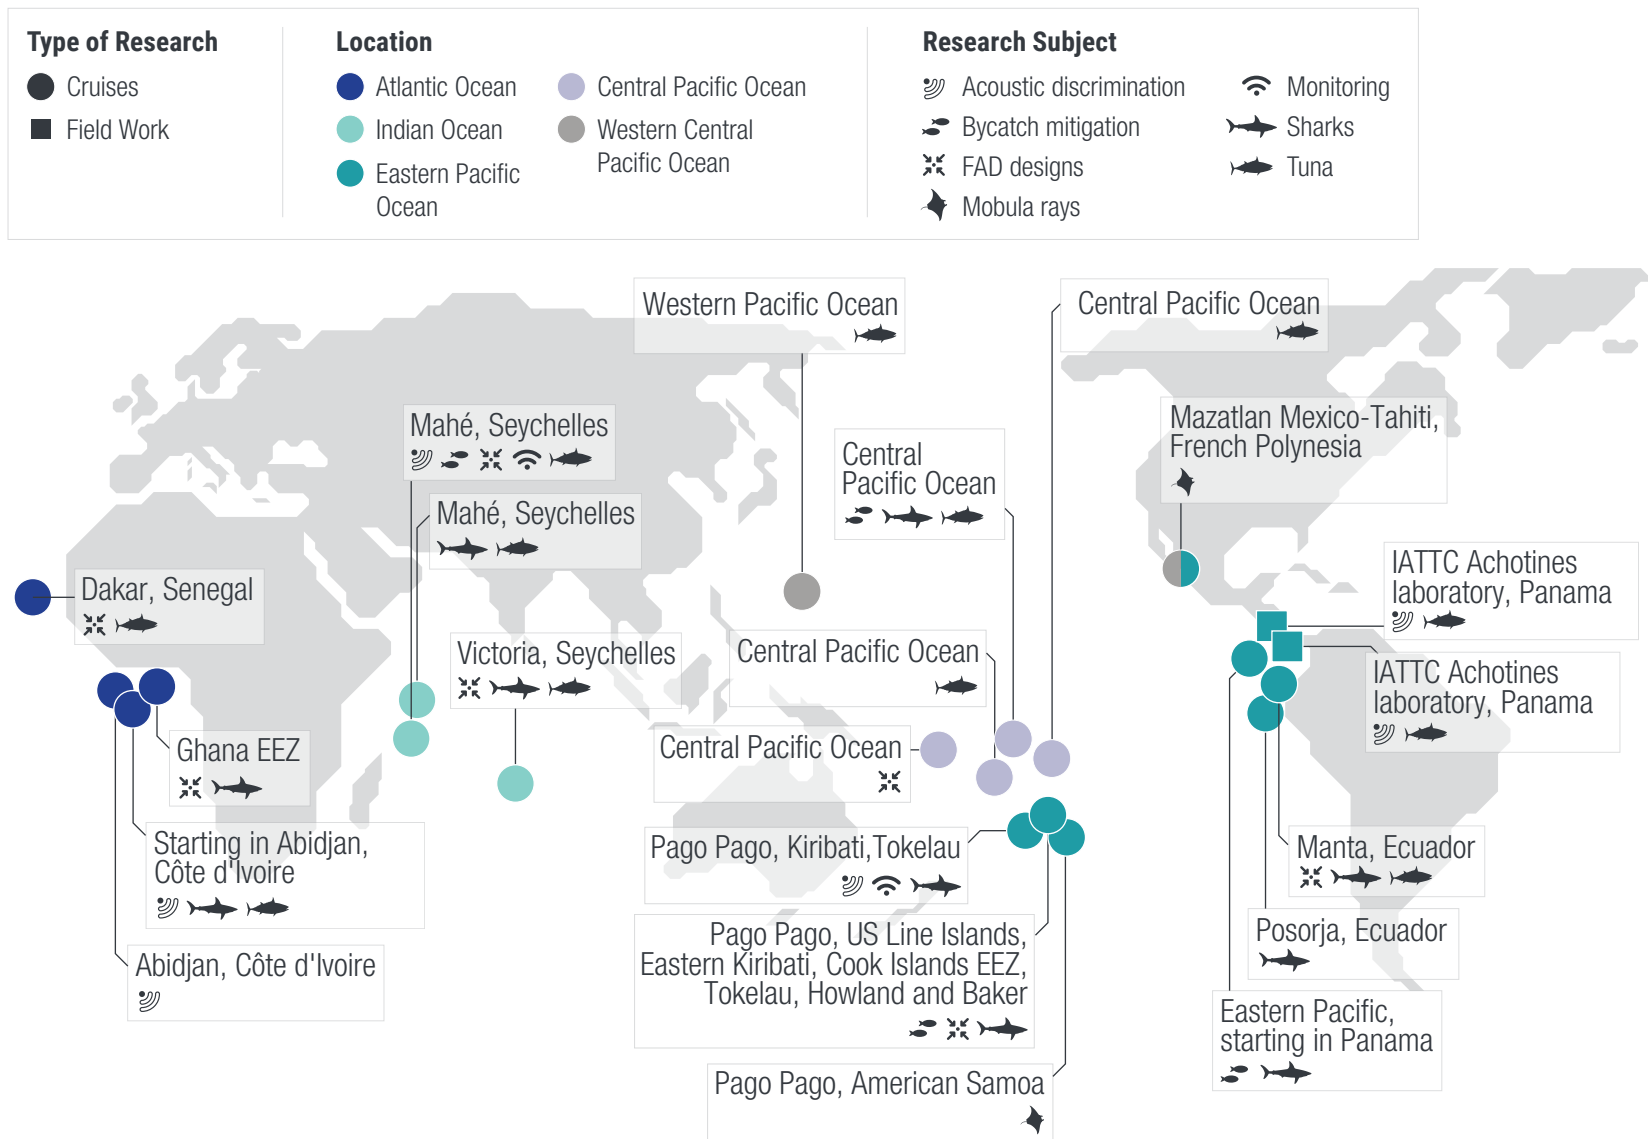 Type of Research
Cruises
Field Work
Location
Atlantic Ocean
Indian Ocean
Eastern Pacific
Ocean
Central Pacific Ocean
Western Central
Pacific Ocean
Research Subject
Acoustic discrimination
Bycatch mitigation
FAD designs
Mobula rays
Monitoring
Sharks
Tuna
Western Pacific Ocean
Central Pacific Ocean
Mahé, Seychelles
Mahé, Seychelles
Central
Pacific Ocean
Mazatlan Mexico-Tahiti,
French Polynesia
Dakar, Senegal
IATTC Achotines
laboratory, Panama
Victoria, Seychelles
Central Pacific Ocean
IATTC Achotines
laboratory, Panama
Ghana EEZ
Central Pacific Ocean
Starting in Abidjan,
Côte d'Ivoire
Pago Pago, Kiribati,Tokelau
Manta, Ecuador
Abidjan, Côte d'Ivoire
Pago Pago, US Line Islands,
Eastern Kiribati, Cook Islands EEZ,
Tokelau, Howland and Baker
Posorja, Ecuador
Eastern Pacific,
starting in Panama
Pago Pago, American Samoa